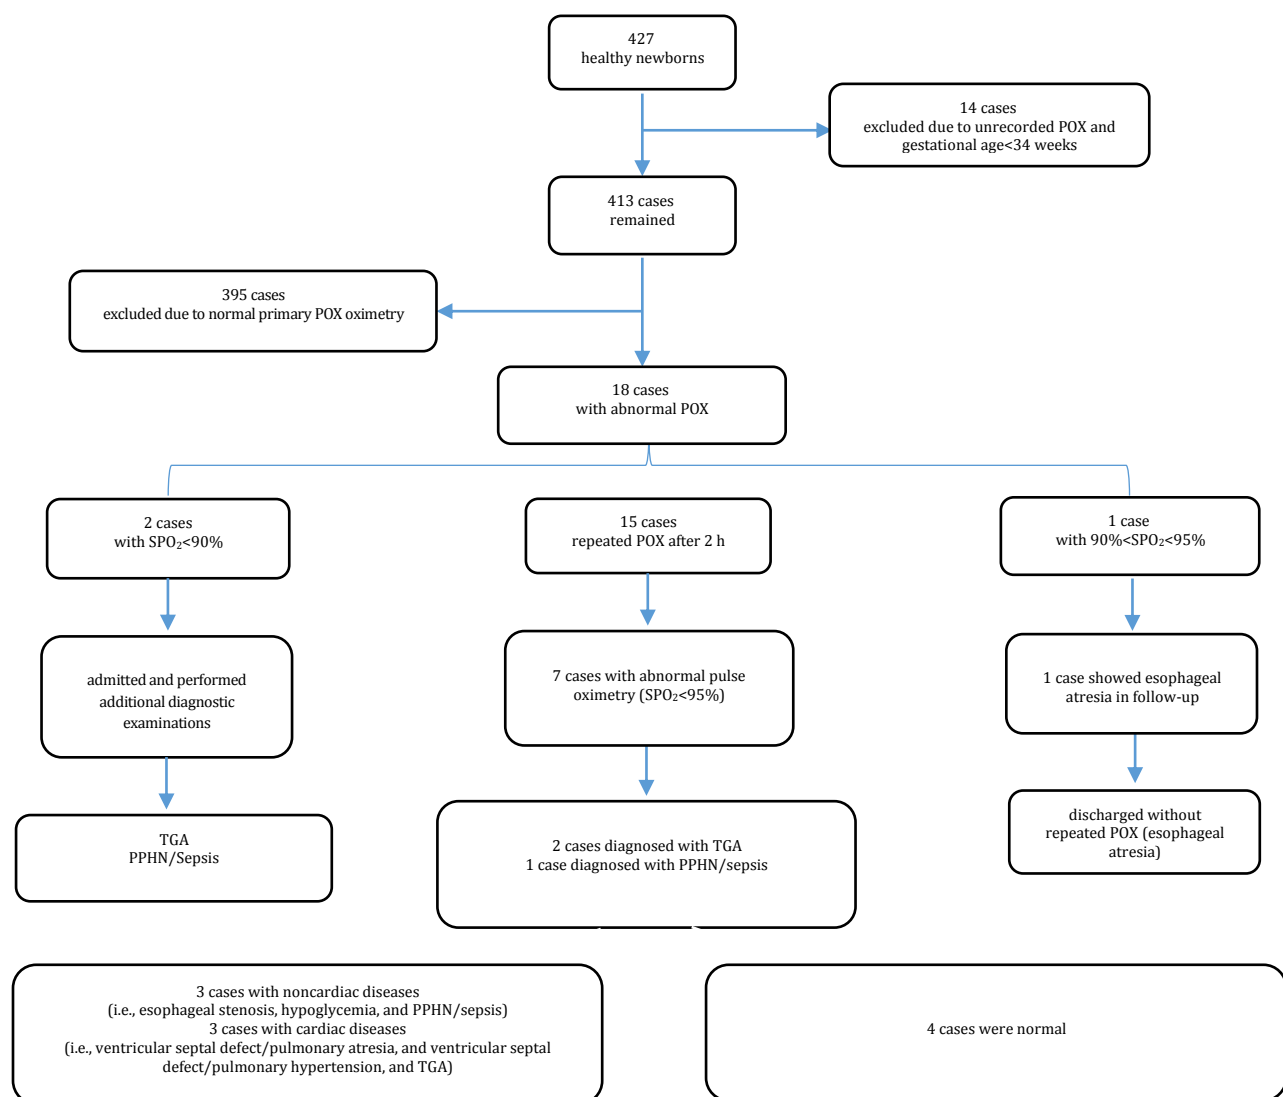 427
healthy newborns
14 cases
excluded due to unrecorded POX and
gestational age<34 weeks
413 cases
remained
395 cases
excluded due to normal primary POX oximetry
18 cases
with abnormal POX
2 cases
with SPO₂<90%
15 cases
repeated POX after 2 h
1 case
with 90%<SPO₂<95%
admitted and performed
additional diagnostic
examinations
7 cases with abnormal pulse
oximetry (SPO₂<95%)
1 case showed esophageal
atresia in follow-up
TGA
PPHN/Sepsis
2 cases diagnosed with TGA
1 case diagnosed with PPHN/sepsis
discharged without
repeated POX (esophageal
atresia)
3 cases with noncardiac diseases
(i.e., esophageal stenosis, hypoglycemia, and PPHN/sepsis)
3 cases with cardiac diseases
(i.e., ventricular septal defect/pulmonary atresia, and ventricular septal
defect/pulmonary hypertension, and TGA)
4 cases were normal